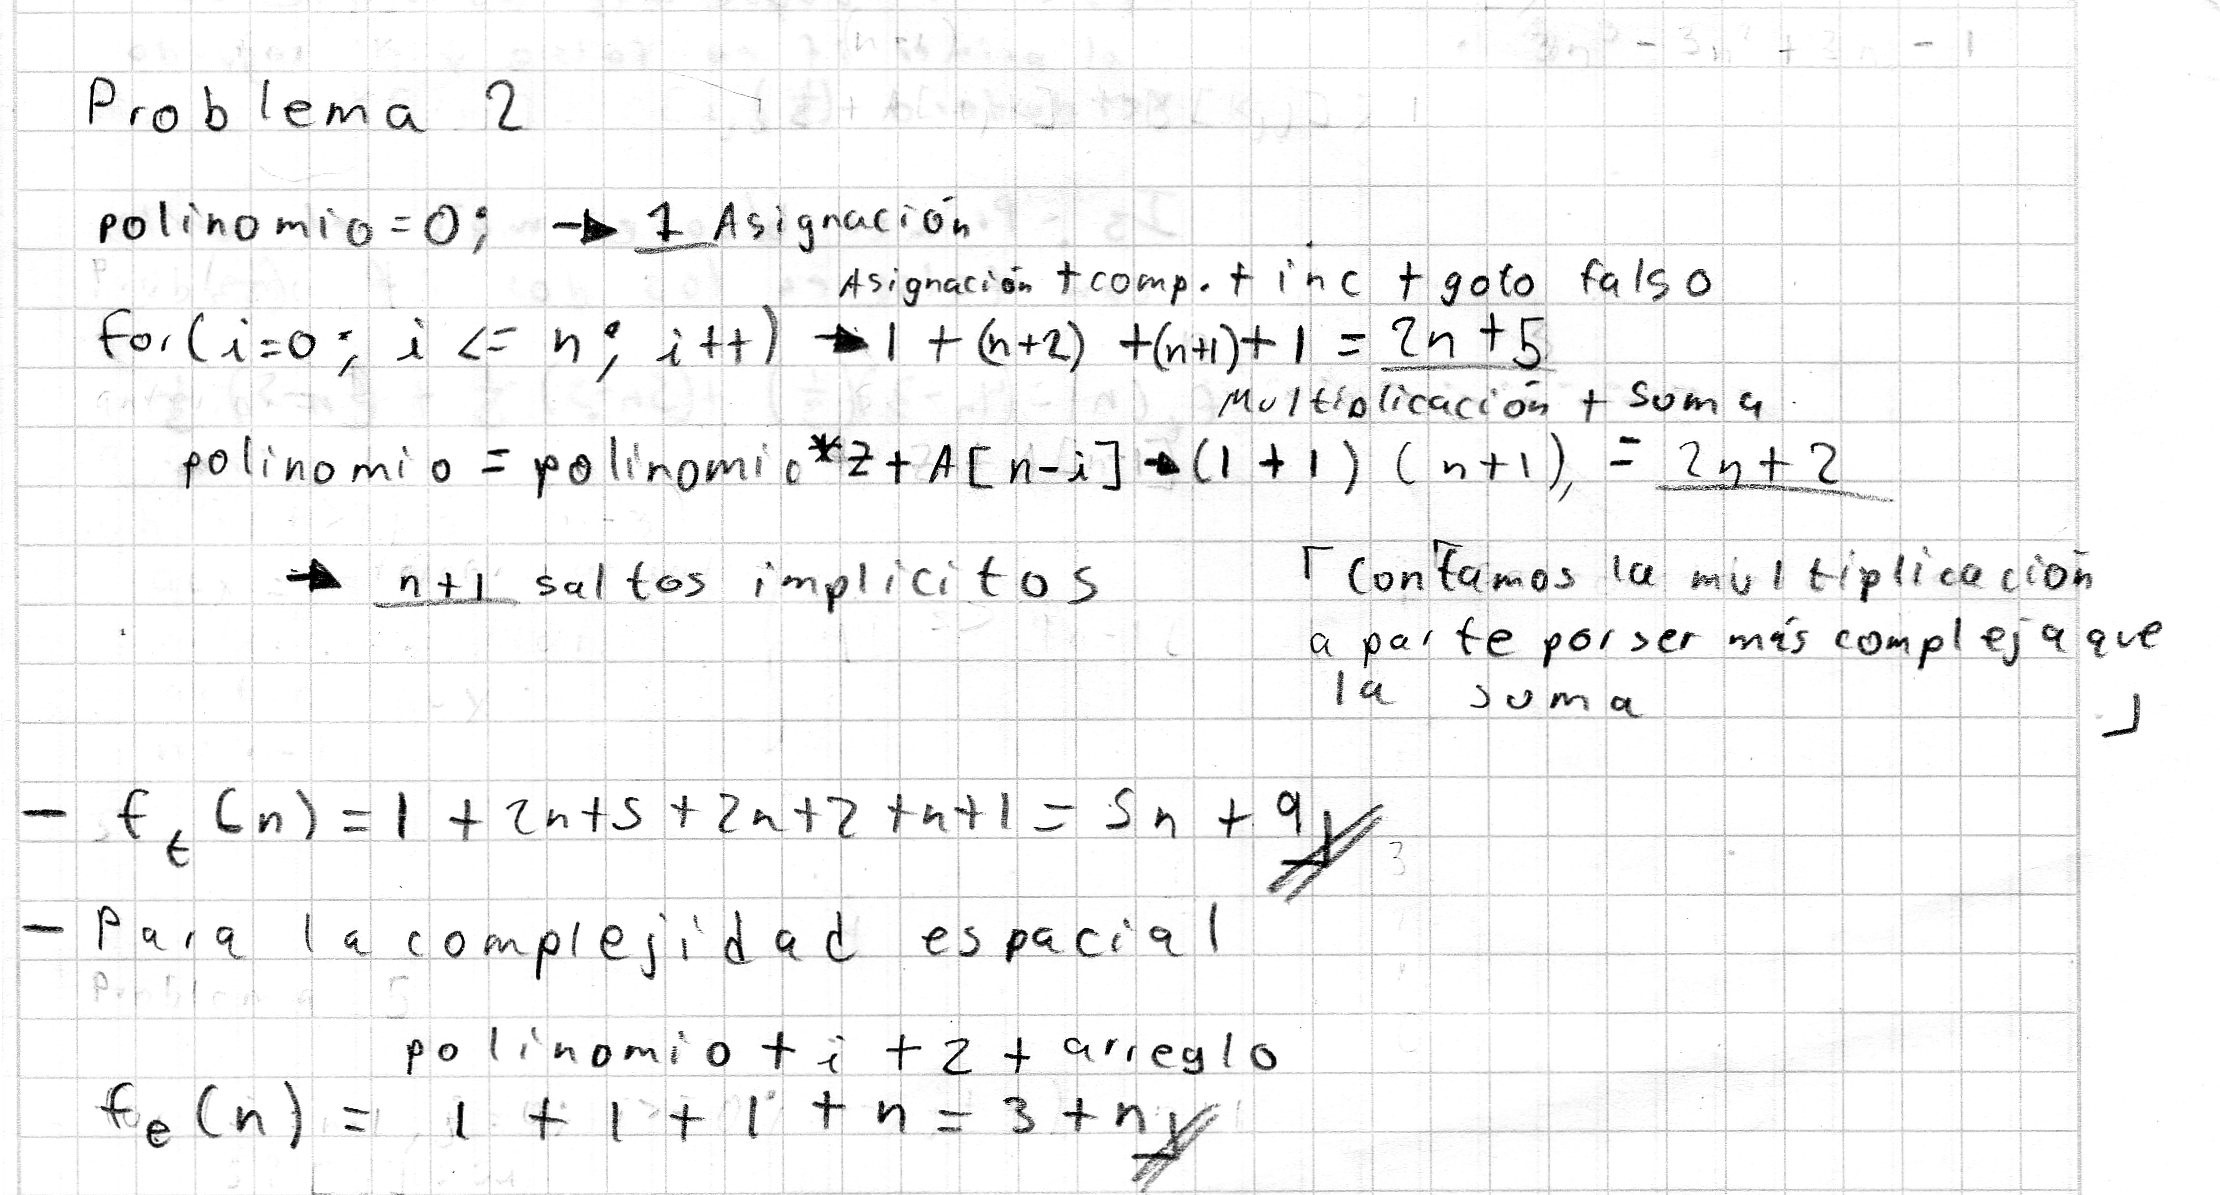 Problema 2
polinomio=0; → 1 Asignación
Asignación + comp. + inc + goto falso
for(i=0; i <= n; i++) → 1 + (n+2) + (n+1) + 1 = 2n+5
Multiplicación + suma
polinomio = polinomio*z + A[n-i] → (1+1) (n+1), = 2n+2
→ n+1 saltos implicitos
⌈ Contamos la multiplicación
a parte por ser más compleja que
la suma ⌋
- ft(n) = 1 + 2n+5 + 2n+2 + n+1 = 5n + 9
- Para la complejidad espacial
polinomio + i + z + arreglo
fe(n) = 1 + 1 + 1 + n = 3 + n